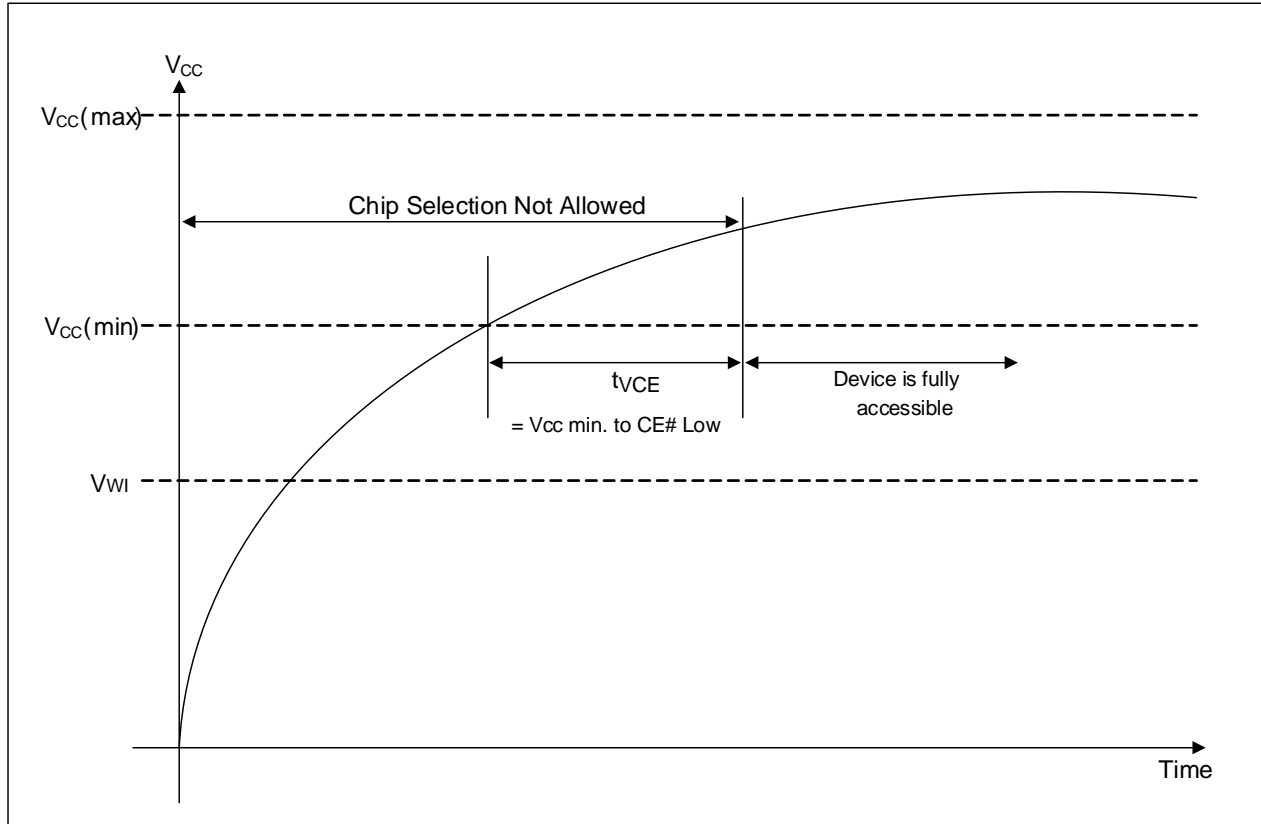 VCC
VCC(max)
Chip Selection Not Allowed
VCC(min)
tVCE
= Vcc min. to CE# Low
Device is fully
accessible
VWI
Time